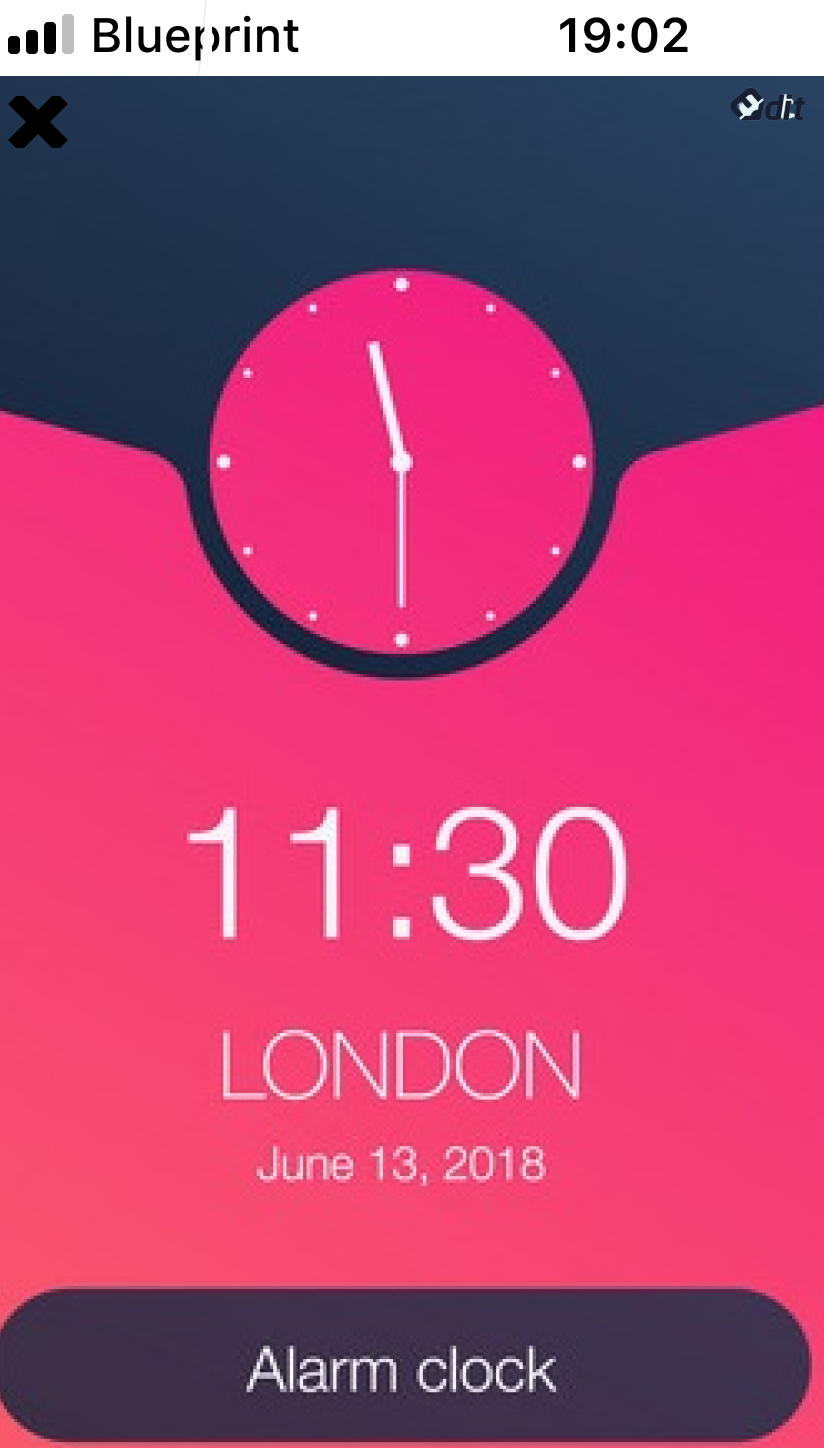 Blueprint 19:02
11:30
LONDON
June 13, 2018
Alarm clock